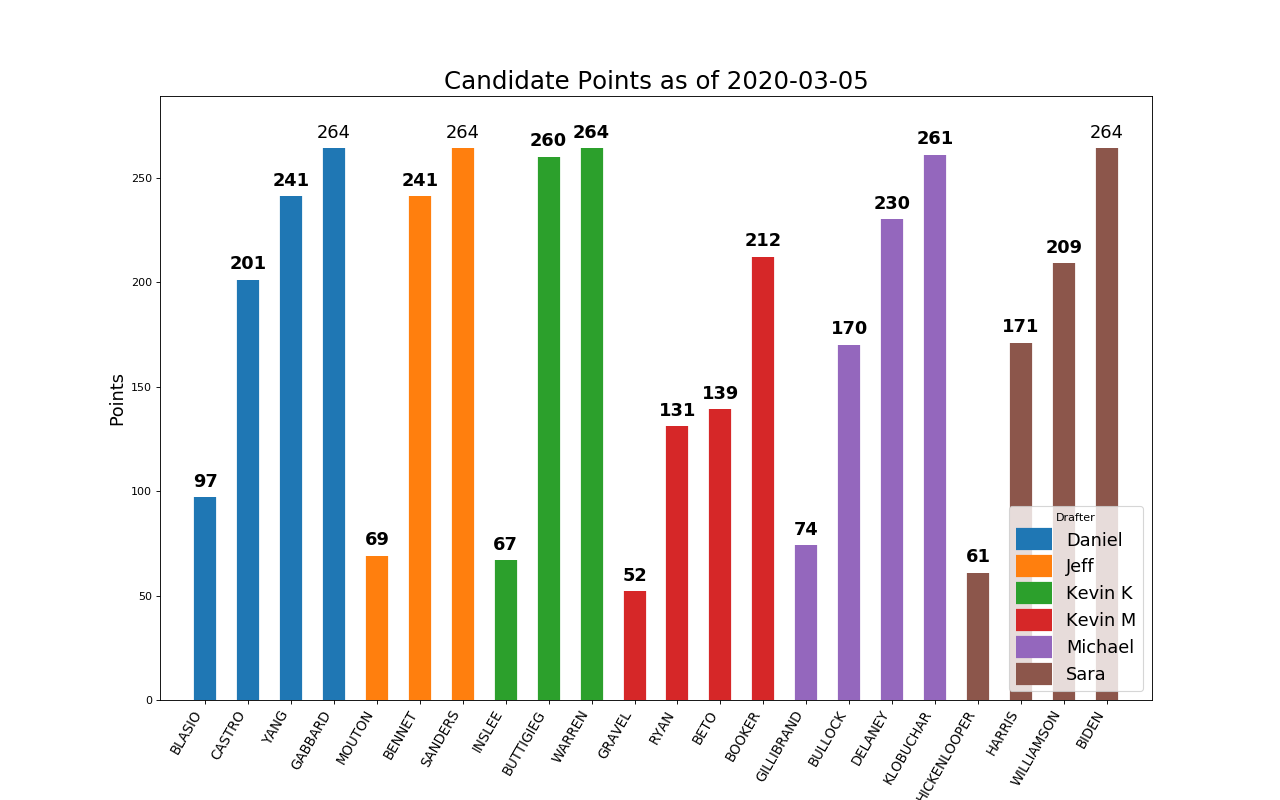 Candidate Points as of 2020-03-05
Points
250
200
150
100
50
0
97
201
241
264
69
241
264
67
260
264
52
131
139
212
74
170
230
261
61
171
209
264
BLASIO
CASTRO
YANG
GABBARD
MOUTON
BENNET
SANDERS
INSLEE
BUTTIGIEG
WARREN
GRAVEL
RYAN
BETO
BOOKER
GILLIBRAND
BULLOCK
DELANEY
KLOBUCHAR
HICKENLOOPER
HARRIS
WILLIAMSON
BIDEN
Drafter
Daniel
Jeff
Kevin K
Kevin M
Michael
Sara